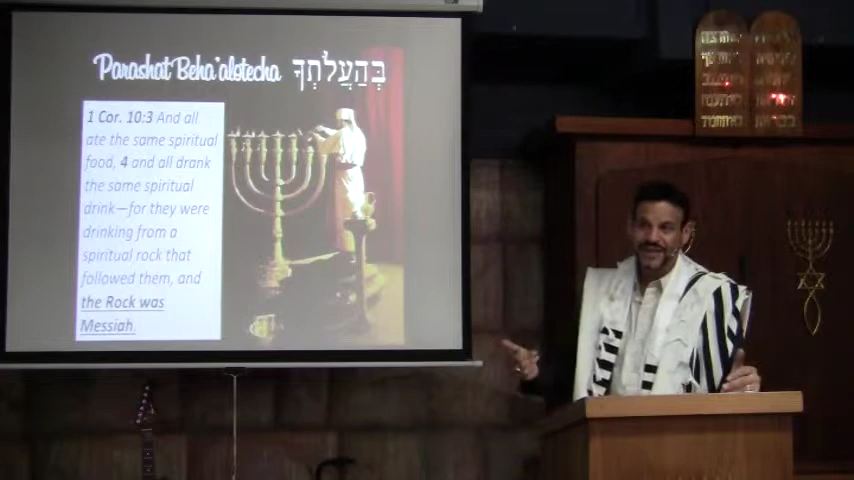 Parashat Beha'alotecha בְּהַעֲלֹתְךָ
1 Cor. 10:3 And all
ate the same spiritual
food, 4 and all drank
the same spiritual
drink—for they were
drinking from a
spiritual rock that
followed them, and
the Rock was
Messiah.